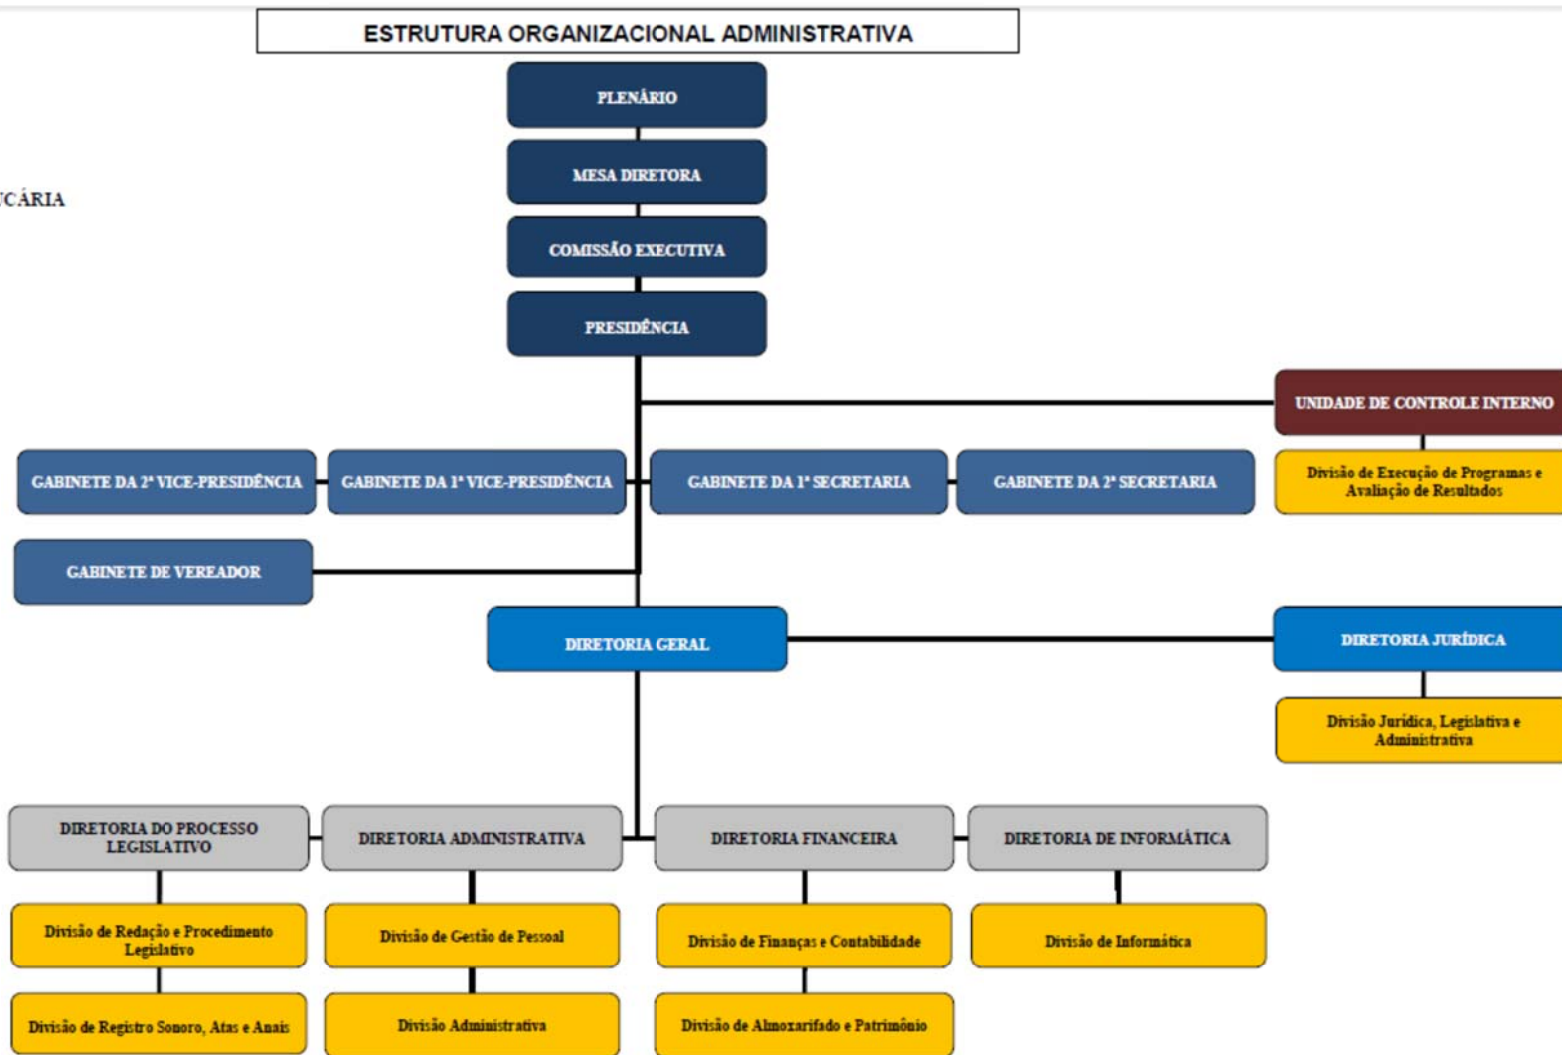 ESTRUTURA ORGANIZACIONAL ADMINISTRATIVA
PLENÁRIO
MESA DIRETORA
COMISSÃO EXECUTIVA
PRESIDÊNCIA
UNIDADE DE CONTROLE INTERNO
GABINETE DA 2ª VICE-PRESIDÊNCIA
GABINETE DA 1ª VICE-PRESIDÊNCIA
GABINETE DA 1ª SECRETARIA
GABINETE DA 2ª SECRETARIA
Divisão de Execução de Programas e
Avaliação de Resultados
GABINETE DE VEREADOR
DIRETORIA GERAL
DIRETORIA JURÍDICA
Divisão Jurídica, Legislativa e
Administrativa
DIRETORIA DO PROCESSO
LEGISLATIVO
DIRETORIA ADMINISTRATIVA
DIRETORIA FINANCEIRA
DIRETORIA DE INFORMÁTICA
Divisão de Redação e Procedimento
Legislativo
Divisão de Gestão de Pessoal
Divisão de Finanças e Contabilidade
Divisão de Informática
Divisão de Registro Sonoro, Atas e Anais
Divisão Administrativa
Divisão de Almoxarifado e Patrimônio